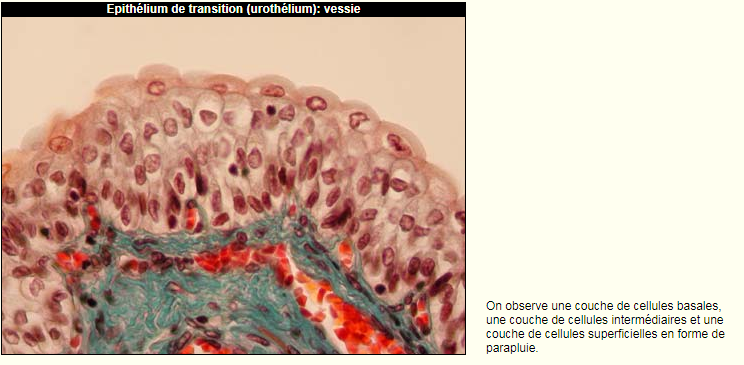 Epithélium de transition (urothélium): vessie
On observe une couche de cellules basales,
une couche de cellules intermédiaires et une
couche de cellules superficielles en forme de
parapluie.